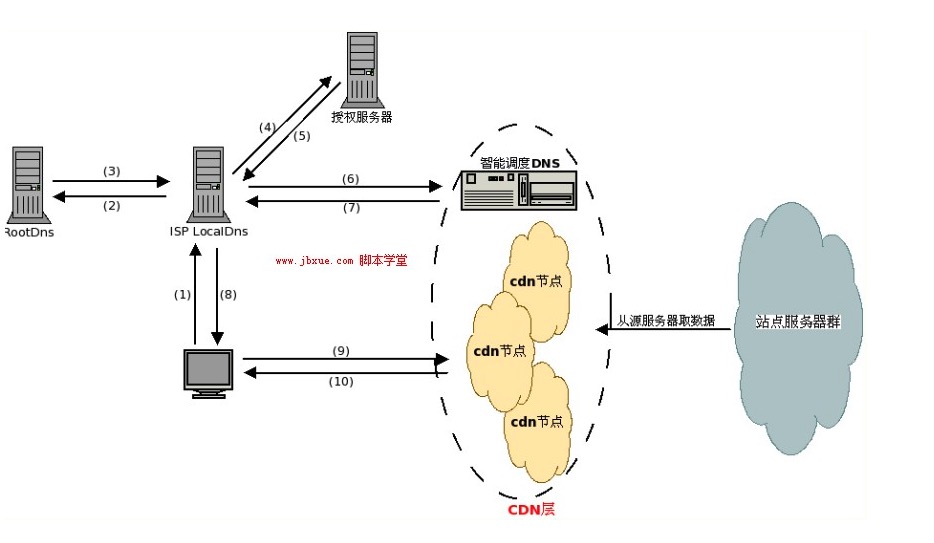 授权服务器
(4)
(5)
(3)
(2)
RootDns
ISP LocalDns
智能调度DNS
(6)
(7)
www.jbxue.com 脚本学堂
(1)
(8)
cdn节点
从源服务器取数据
站点服务器群
(9)
cdn节点
(10)
cdn节点
CDN层